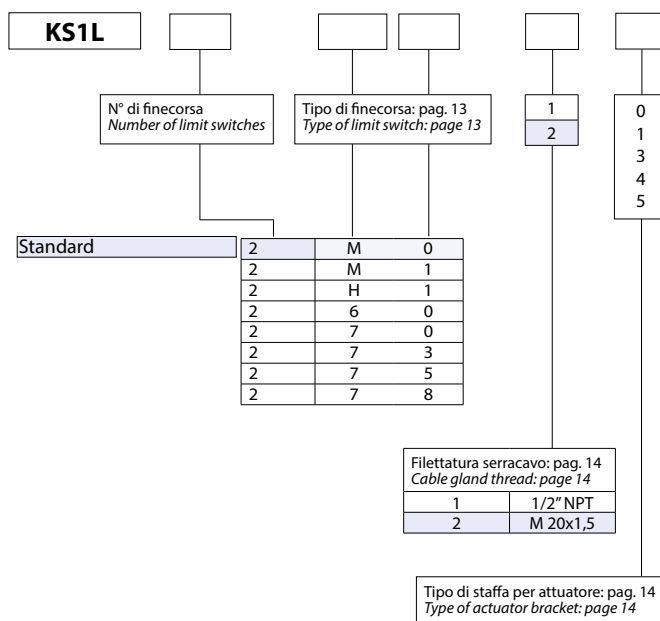 KS1L
N° di finecorsa
Number of limit switches
Tipo di finecorsa: pag. 13
Type of limit switch: page 13
1
2
0
1
3
4
5
Standard
2 M 0
2 M 1
2 H 1
2 6 0
2 7 0
2 7 3
2 7 5
2 7 8
Filettatura serracavo: pag. 14
Cable gland thread: page 14
1 1/2” NPT
2 M 20x1,5
Tipo di staffa per attuatore: pag. 14
Type of actuator bracket: page 14